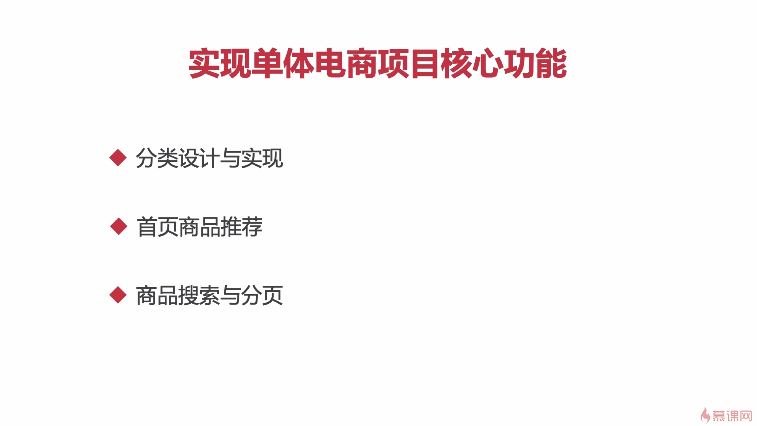 实现单体电商项目核心功能
分类设计与实现
首页商品推荐
商品搜索与分页
慕课网